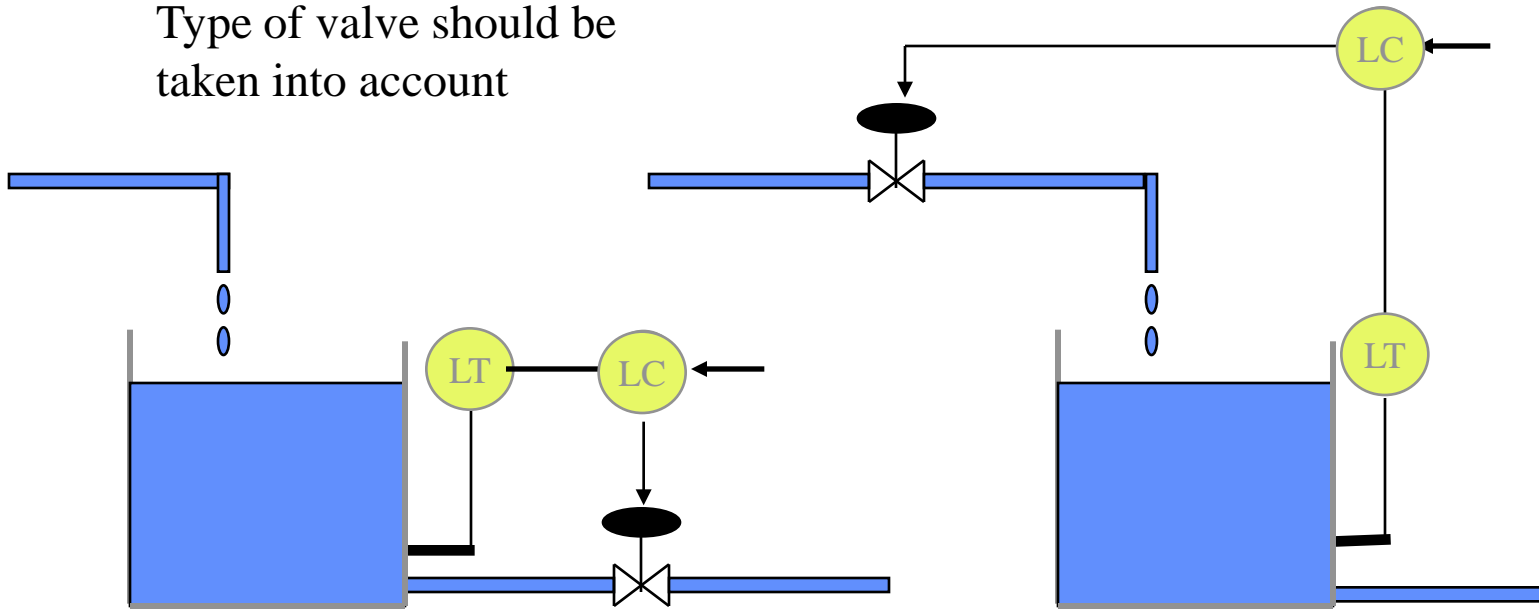 Type of valve should be
taken into account
LC
LT
LC
LT